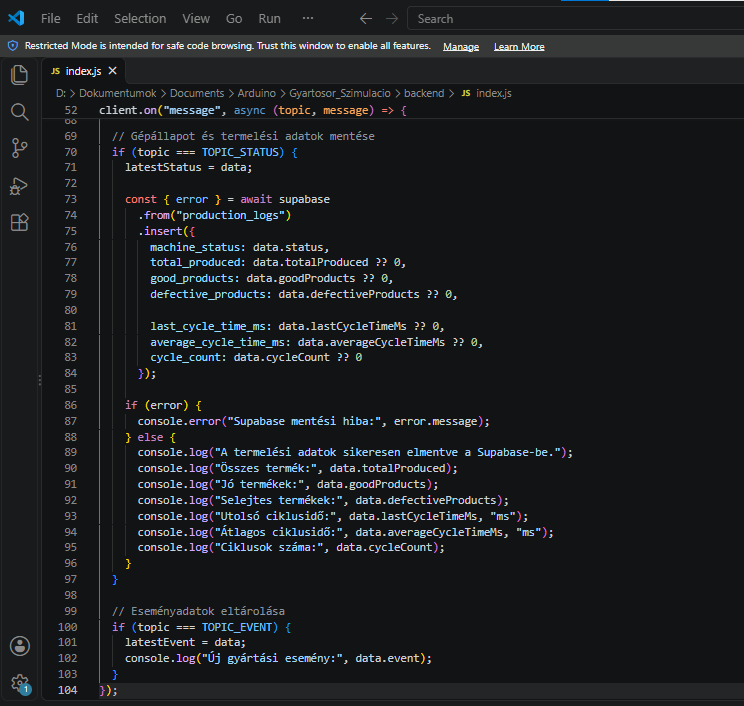 File Edit Selection View Go Run ··· ← → Search
Restricted Mode is intended for safe code browsing. Trust this window to enable all features. Manage Learn More
JS index.js ×
D: > Dokumentumok > Documents > Arduino > Gyartosor_Szimulacio > backend > JS index.js
52 client.on("message", async (topic, message) => {
68
69 // Gépállapot és termelési adatok mentése
70 if (topic === TOPIC_STATUS) {
71 latestStatus = data;
72
73 const { error } = await supabase
74 .from("production_logs")
75 .insert({
76 machine_status: data.status,
77 total_produced: data.totalProduced ?? 0,
78 good_products: data.goodProducts ?? 0,
79 defective_products: data.defectiveProducts ?? 0,
80
81 last_cycle_time_ms: data.lastCycleTimeMs ?? 0,
82 average_cycle_time_ms: data.averageCycleTimeMs ?? 0,
83 cycle_count: data.cycleCount ?? 0
84 });
85
86 if (error) {
87 console.error("Supabase mentési hiba:", error.message);
88 } else {
89 console.log("A termelési adatok sikeresen elmentve a Supabase-be.");
90 console.log("Összes termék:", data.totalProduced);
91 console.log("Jó termékek:", data.goodProducts);
92 console.log("Selejtes termékek:", data.defectiveProducts);
93 console.log("Utolsó ciklusidő:", data.lastCycleTimeMs, "ms");
94 console.log("Átlagos ciklusidő:", data.averageCycleTimeMs, "ms");
95 console.log("Ciklusok száma:", data.cycleCount);
96 }
97 }
98
99 // Eseményadatok eltárolása
100 if (topic === TOPIC_EVENT) {
101 latestEvent = data;
102 console.log("Új gyártási esemény:", data.event);
103 }
104 });
1